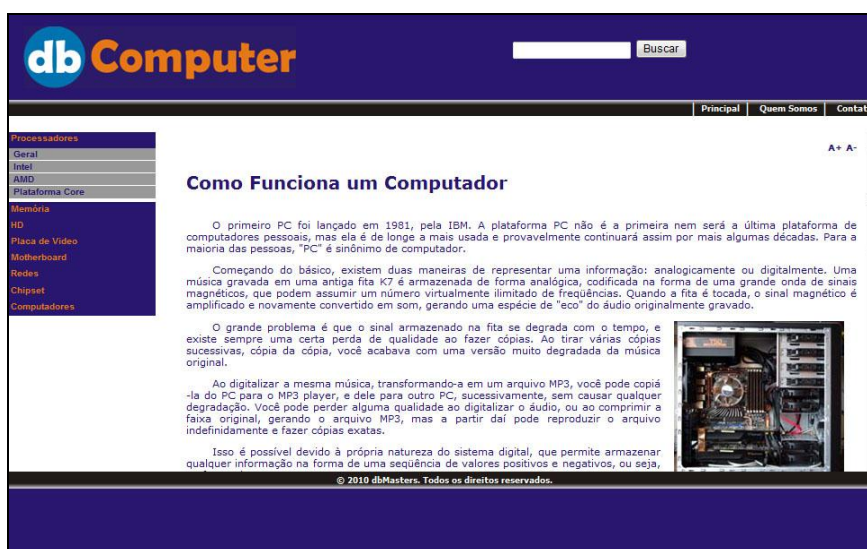 db Computer
Buscar
Principal Quem Somos Contat
Processadores
Geral
Intel
AMD
Plataforma Core
Memória
HD
Placa de Vídeo
Motherboard
Redes
Chipset
Computadores
A+ A-
Como Funciona um Computador
O primeiro PC foi lançado em 1981, pela IBM. A plataforma PC não é a primeira nem será a última plataforma de
computadores pessoais, mas ela é de longe a mais usada e provavelmente continuará assim por mais algumas décadas. Para a
maioria das pessoas, "PC" é sinônimo de computador.
Começando do básico, existem duas maneiras de representar uma informação: analogicamente ou digitalmente. Uma
música gravada em uma antiga fita K7 é armazenada de forma analógica, codificada na forma de uma grande onda de sinais
magnéticos, que podem assumir um número virtualmente ilimitado de freqüências. Quando a fita é tocada, o sinal magnético é
amplificado e novamente convertido em som, gerando uma espécie de "eco" do áudio originalmente gravado.
O grande problema é que o sinal armazenado na fita se degrada com o tempo, e
existe sempre uma certa perda de qualidade ao fazer cópias. Ao tirar várias cópias
sucessivas, cópia da cópia, você acabava com uma versão muito degradada da música
original.
Ao digitalizar a mesma música, transformando-a em um arquivo MP3, você pode copiá
-la do PC para o MP3 player, e dele para outro PC, sucessivamente, sem causar qualquer
degradação. Você pode perder alguma qualidade ao digitalizar o áudio, ou ao comprimir a
faixa original, gerando o arquivo MP3, mas a partir daí pode reproduzir o arquivo
indefinidamente e fazer cópias exatas.
Isso é possível devido à própria natureza do sistema digital, que permite armazenar
qualquer informação na forma de uma seqüência de valores positivos e negativos, ou seja,
© 2010 dbMasters. Todos os direitos reservados.